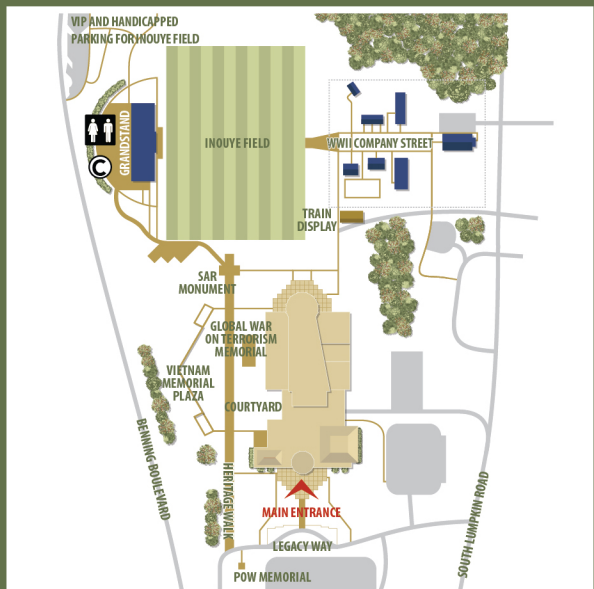 VIP AND HANDICAPPED
PARKING FOR INOUYE FIELD
GRANDSTAND
C
INOUYE FIELD
WWII COMPANY STREET
TRAIN
DISPLAY
SAR
MONUMENT
GLOBAL WAR
ON TERRORISM
MEMORIAL
VIETNAM
MEMORIAL
PLAZA
COURTYARD
BENNING BOULEVARD
HERITAGE WALK
MAIN ENTRANCE
SOUTH LUMPKIN ROAD
LEGACY WAY
POW MEMORIAL